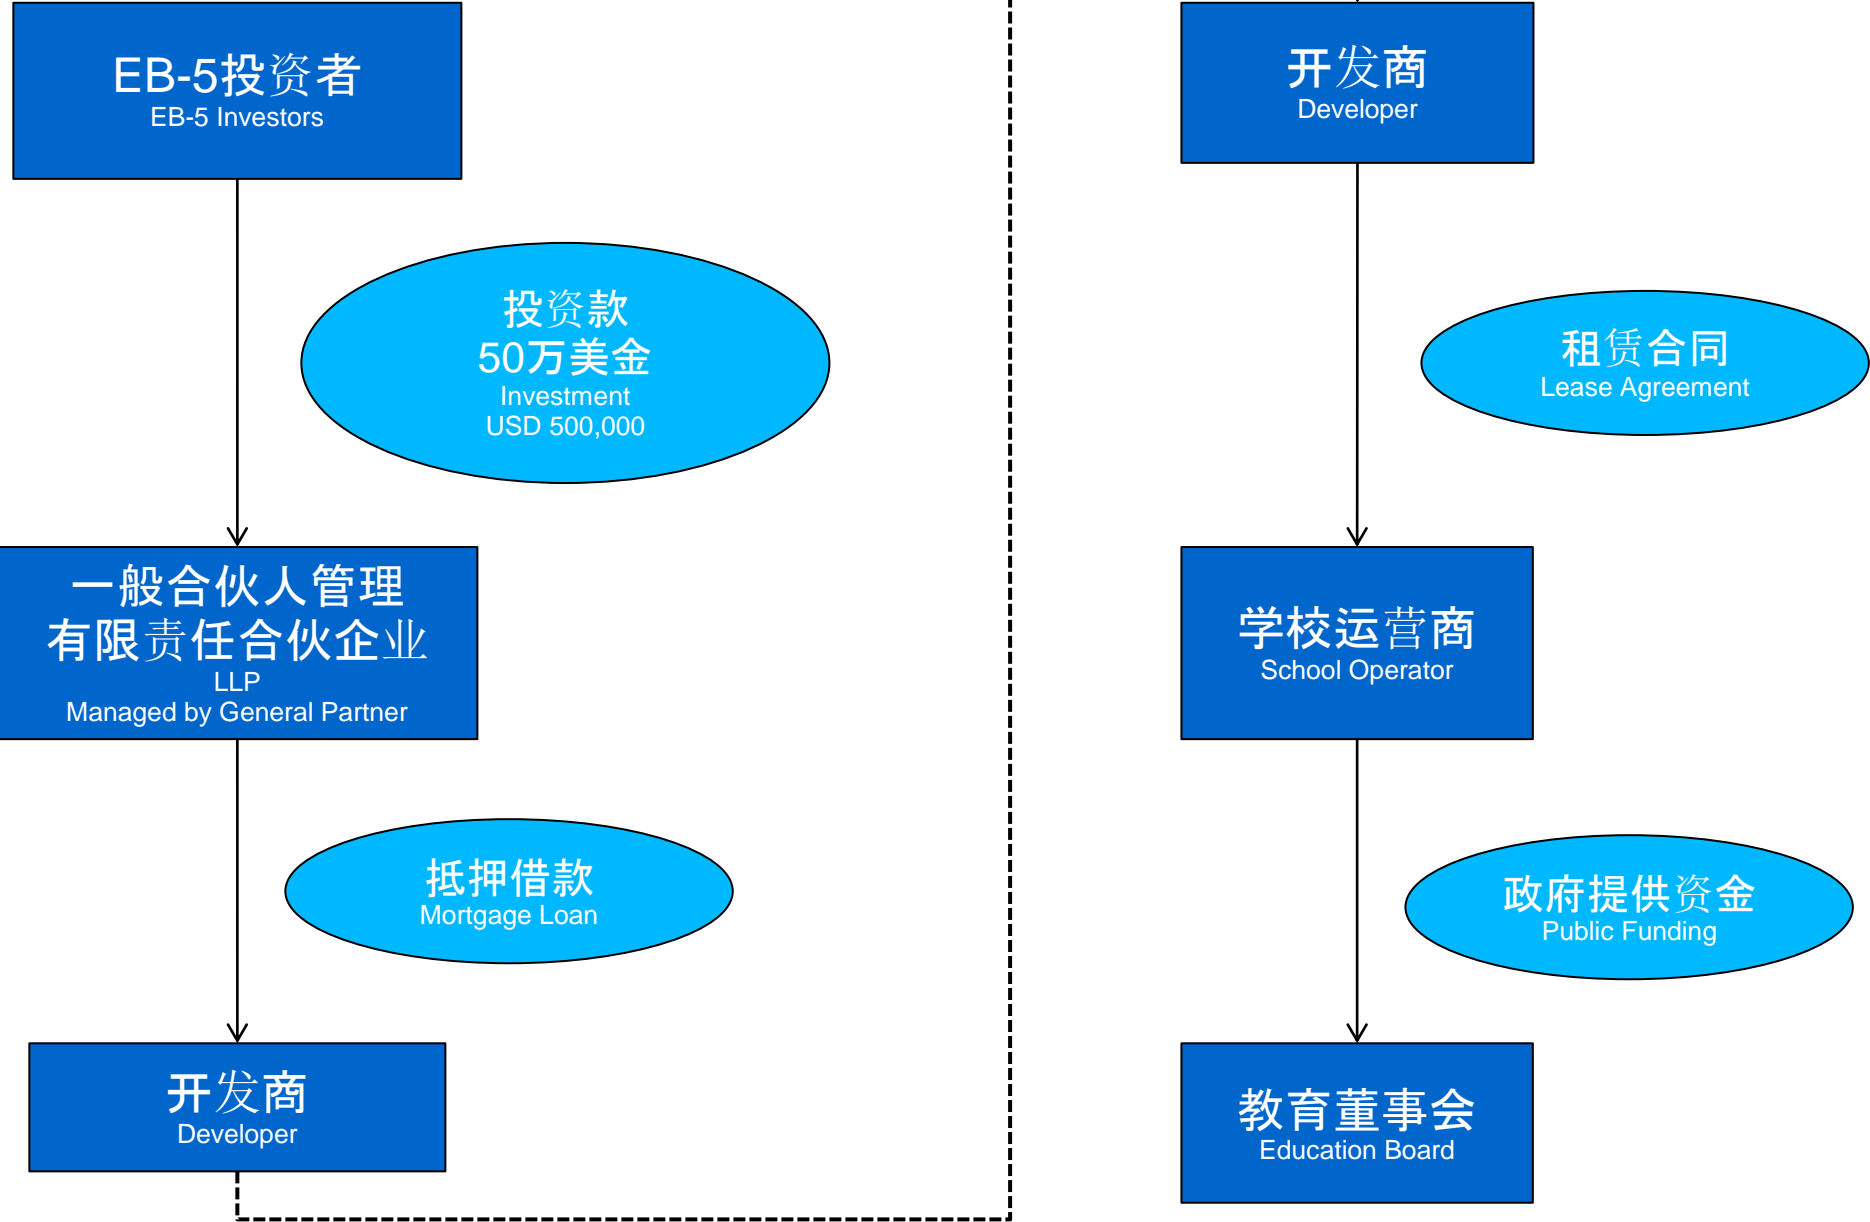 EB-5投资者
EB-5 Investors
投资款
50万美金
Investment
USD 500,000
一般合伙人管理
有限责任合伙企业
LLP
Managed by General Partner
抵押借款
Mortgage Loan
开发商
Developer
开发商
Developer
租赁合同
Lease Agreement
学校运营商
School Operator
政府提供资金
Public Funding
教育董事会
Education Board